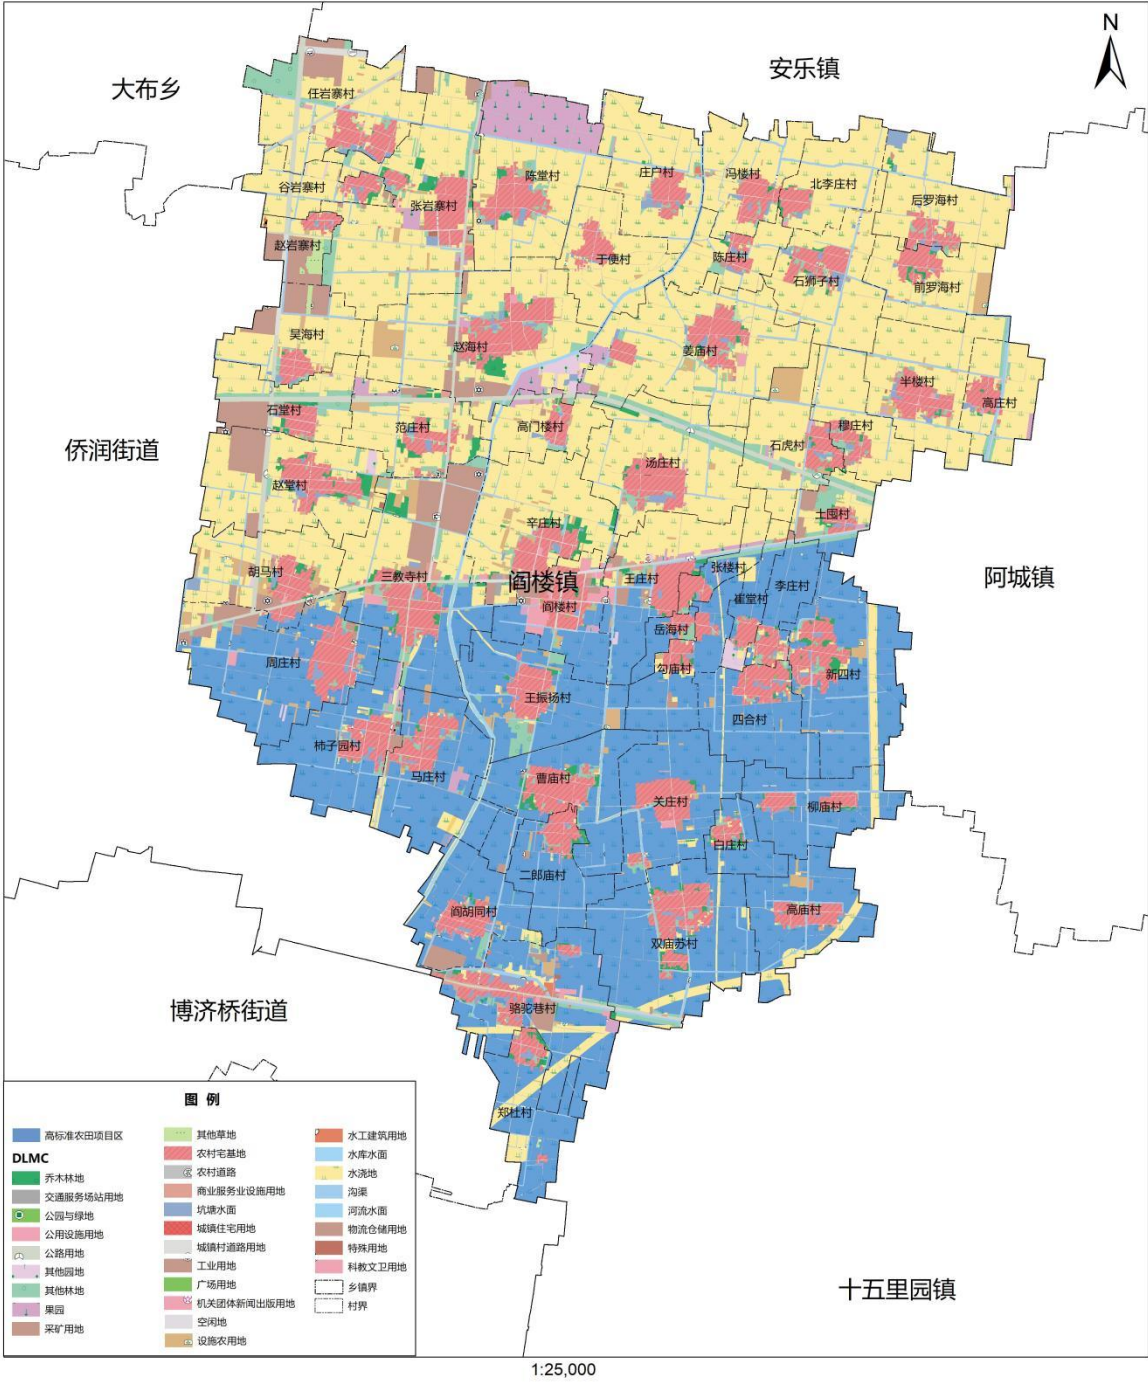 N
安乐镇
大布乡
任岩寨村
陈堂村
庄户村
冯楼村
北李庄村
谷岩寨村
张岩寨村
后罗海村
赵岩寨村
于便村
陈庄村
石狮子村
前罗海村
吴海村
赵海村
姜庙村
半楼村
高庄村
石堂村
范庄村
高门楼村
穆庄村
石虎村
侨润街道
汤庄村
赵堂村
土固村
辛庄村
胡马村
三教寺村
阎楼镇
王庄村
张楼村
李庄村
阿城镇
阎楼村
崔堂村
岳海村
周庄村
勾庙村
新四村
王振扬村
四合村
柿子园村
马庄村
曹庙村
关庄村
柳庙村
白庄村
二郎庙村
阎胡同村
高庙村
双庙苏村
博济桥街道
骆驼巷村
郑杜村
十五里园镇
图 例
高标准农田项目区
DLMC
乔木林地
交通服务场站用地
公园与绿地
公用设施用地
公路用地
其他园地
其他林地
果园
采矿用地
其他草地
农村宅基地
农村道路
商业服务业设施用地
坑塘水面
城镇住宅用地
城镇村道路用地
工业用地
广场用地
机关团体新闻出版用地
空闲地
设施农用地
水工建筑用地
水库水面
水浇地
沟渠
河流水面
物流仓储用地
特殊用地
科教文卫用地
乡镇界
村界
1:25,000